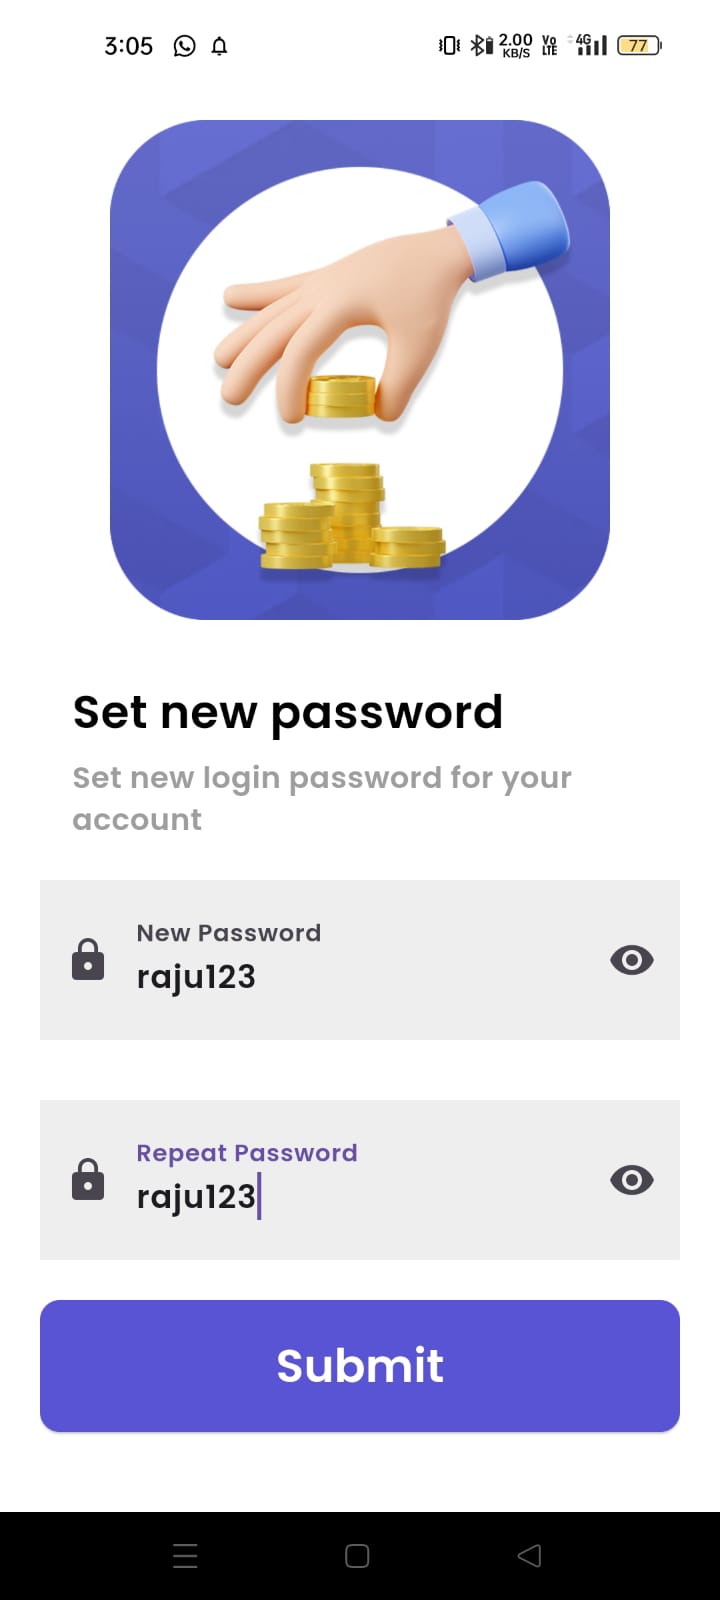 3:05 2.00 KB/S Vo LTE 4G 77
Set new password
Set new login password for your
account
New Password
raju123
Repeat Password
raju123
Submit